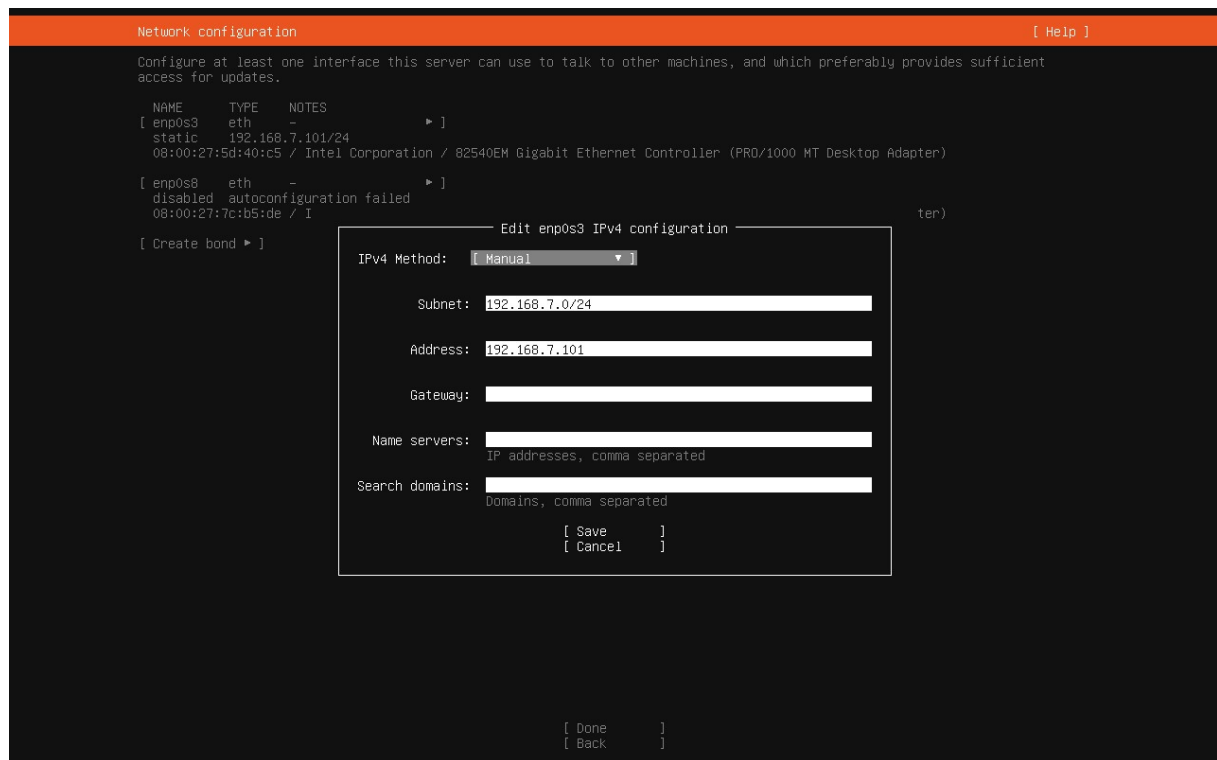 Network configuration [ Help ]
Configure at least one interface this server can use to talk to other machines, and which preferably provides sufficient
access for updates.
NAME TYPE NOTES
[ enp0s3 eth - ▸ ]
static 192.168.7.101/24
08:00:27:5d:40:c5 / Intel Corporation / 82540EM Gigabit Ethernet Controller (PRO/1000 MT Desktop Adapter)
[ enp0s8 eth - ▸ ]
disabled autoconfiguration failed
08:00:27:7c:b5:de / I ter)
[ Create bond ▸ ]
Edit enp0s3 IPv4 configuration
IPv4 Method: [ Manual ▾ ]
Subnet: 192.168.7.0/24
Address: 192.168.7.101
Gateway:
Name servers:
IP addresses, comma separated
Search domains:
Domains, comma separated
[ Save ]
[ Cancel ]
[ Done ]
[ Back ]